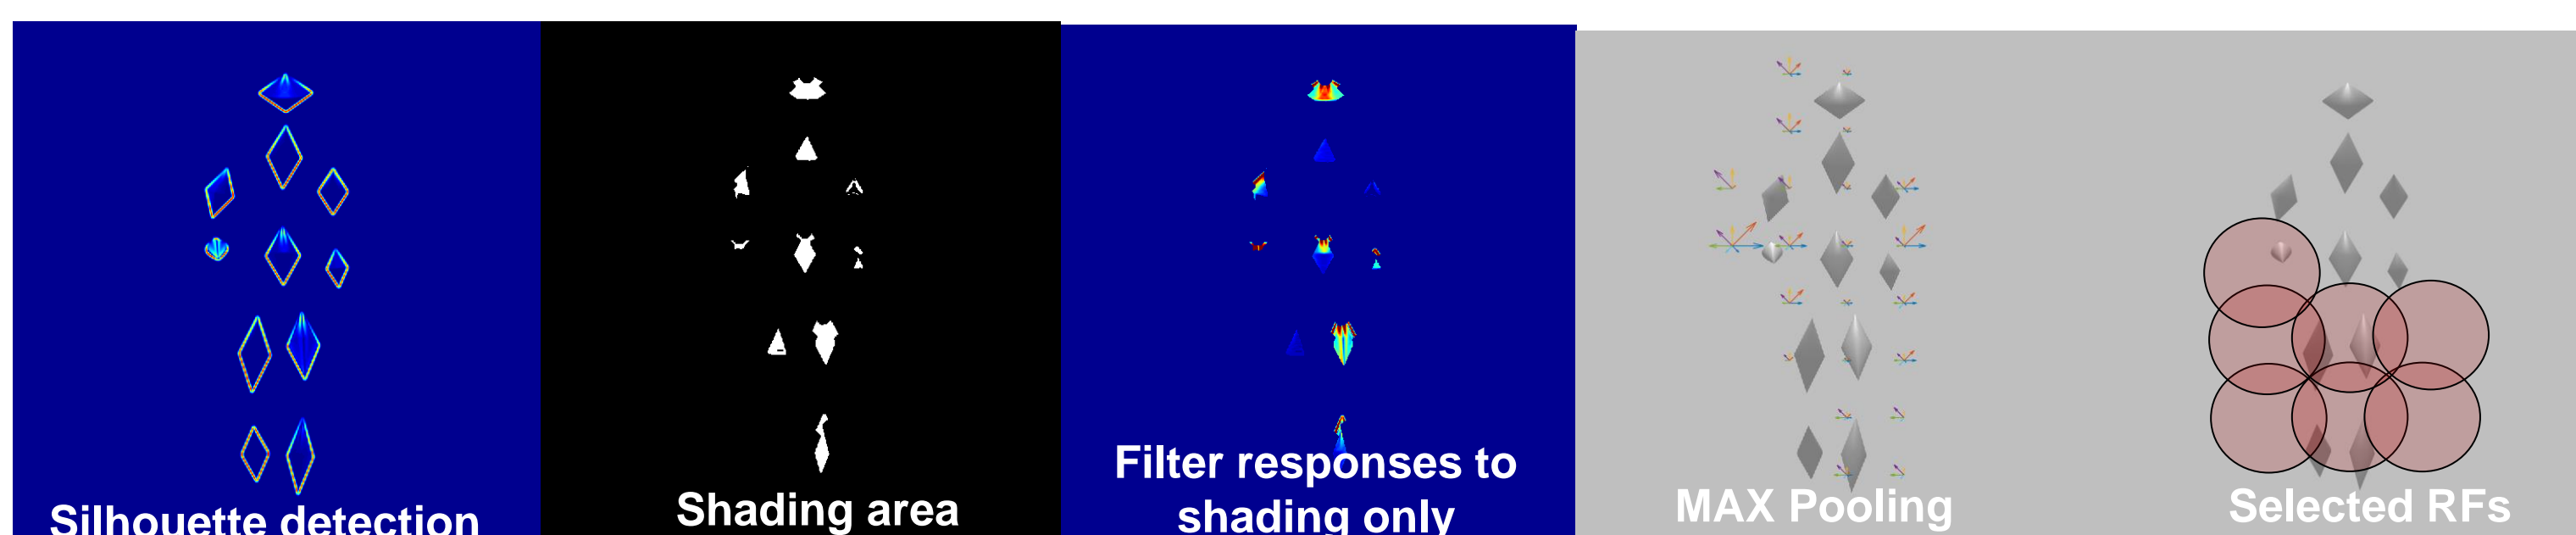 Silhouette detection
Shading area
Filter responses to
shading only
MAX Pooling
Selected RFs